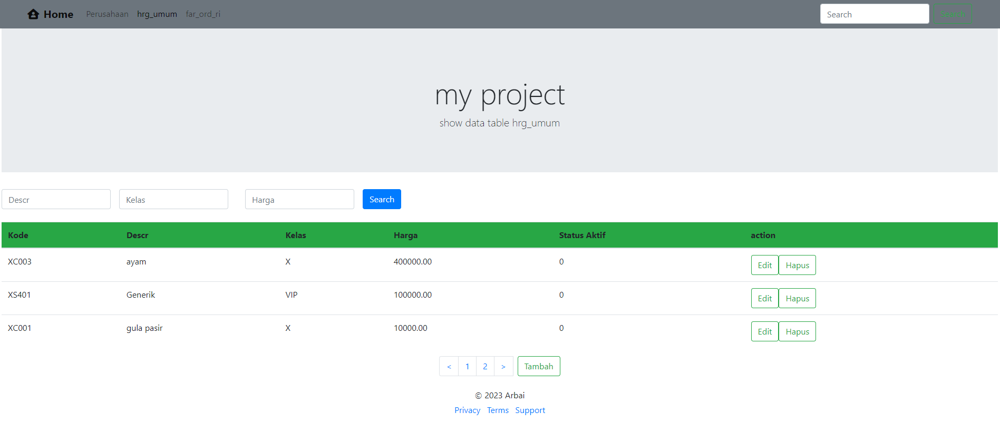 Home Perusahaan hrg_umum far_ord_ri Search Search
my project
show data table hrg_umum
Descr Kelas Harga Search
Kode Descr Kelas Harga Status Aktif action
XC003 ayam X 400000.00 0 Edit Hapus
XS401 Generik VIP 100000.00 0 Edit Hapus
XC001 gula pasir X 10000.00 0 Edit Hapus
< 1 2 > Tambah
© 2023 Arbai
Privacy Terms Support